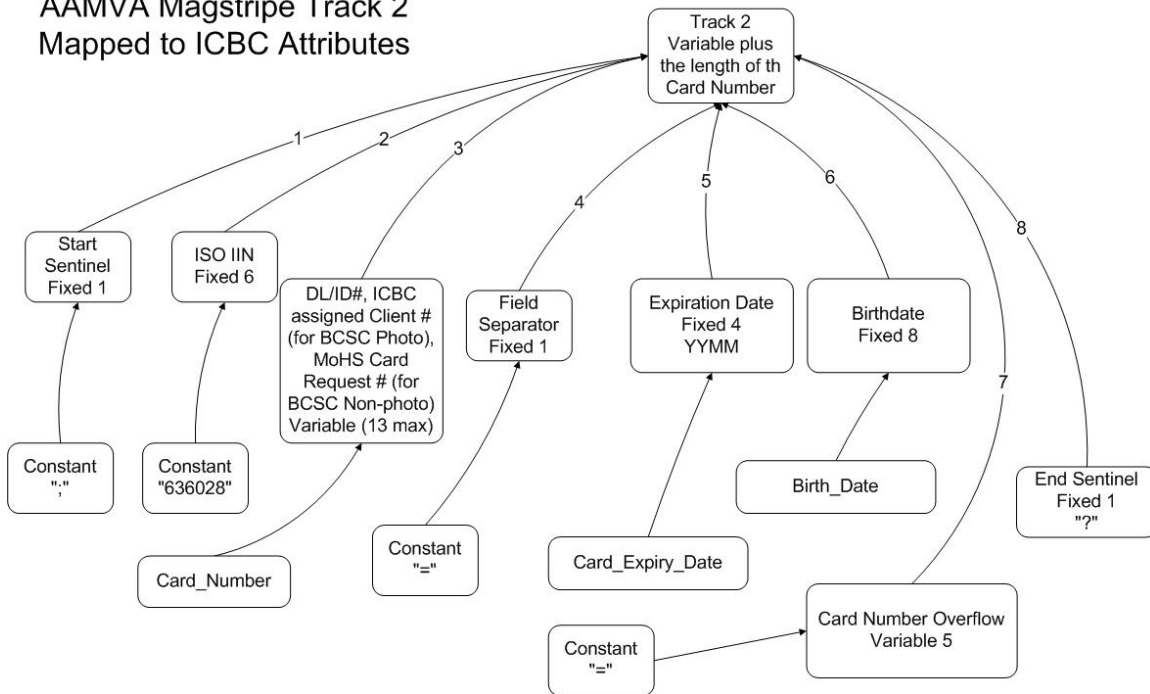 AAMVA Magstripe Track 2
Mapped to ICBC Attributes
Track 2
Variable plus
the length of th
Card Number
1
2
3
4
5
6
7
8
Start
Sentinel
Fixed 1
ISO IIN
Fixed 6
DL/ID#, ICBC
assigned Client #
(for BCSC Photo),
MoHS Card
Request # (for
BCSC Non-photo)
Variable (13 max)
Field
Separator
Fixed 1
Expiration Date
Fixed 4
YYMM
Birthdate
Fixed 8
Constant
";"
Constant
"636028"
Card_Number
Constant
"="
Card_Expiry_Date
Birth_Date
End Sentinel
Fixed 1
"?"
Constant
"="
Card Number Overflow
Variable 5